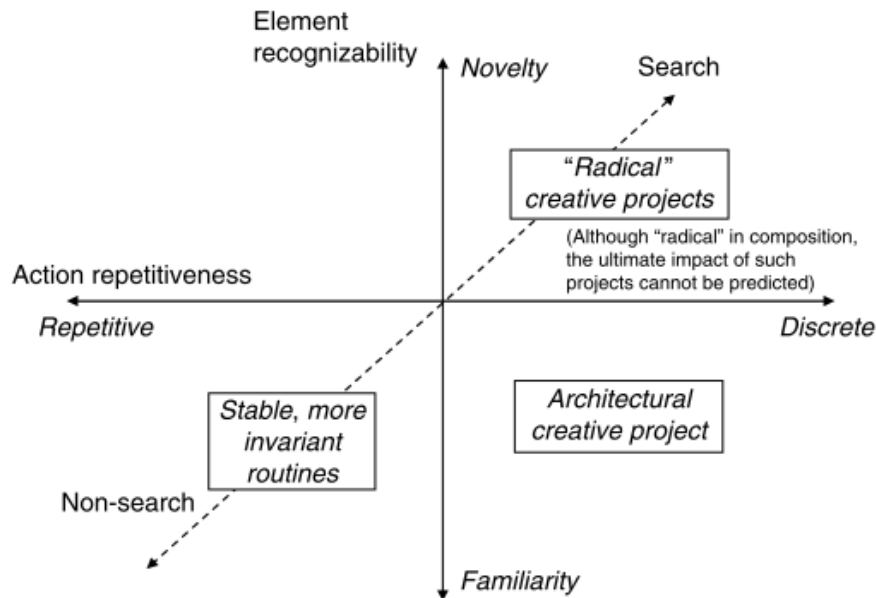 Element
recognizability
Novelty
Search
“Radical”
creative projects
(Although “radical” in composition,
the ultimate impact of such
projects cannot be predicted)
Action repetitiveness
Repetitive
Discrete
Stable, more
invariant
routines
Architectural
creative project
Non-search
Familiarity